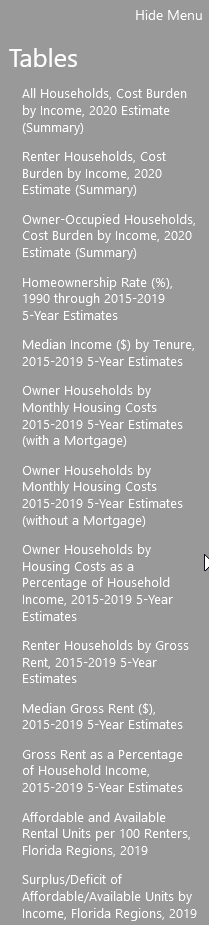 Hide Menu
Tables
All Households, Cost Burden
by Income, 2020 Estimate
(Summary)
Renter Households, Cost
Burden by Income, 2020
Estimate (Summary)
Owner-Occupied Households,
Cost Burden by Income, 2020
Estimate (Summary)
Homeownership Rate (%),
1990 through 2015-2019
5-Year Estimates
Median Income ($) by Tenure,
2015-2019 5-Year Estimates
Owner Households by
Monthly Housing Costs
2015-2019 5-Year Estimates
(with a Mortgage)
Owner Households by
Monthly Housing Costs
2015-2019 5-Year Estimates
(without a Mortgage)
Owner Households by
Housing Costs as a
Percentage of Household
Income, 2015-2019 5-Year
Estimates
Renter Households by Gross
Rent, 2015-2019 5-Year
Estimates
Median Gross Rent ($),
2015-2019 5-Year Estimates
Gross Rent as a Percentage
of Household Income,
2015-2019 5-Year Estimates
Affordable and Available
Rental Units per 100 Renters,
Florida Regions, 2019
Surplus/Deficit of
Affordable/Available Units by
Income, Florida Regions, 2019